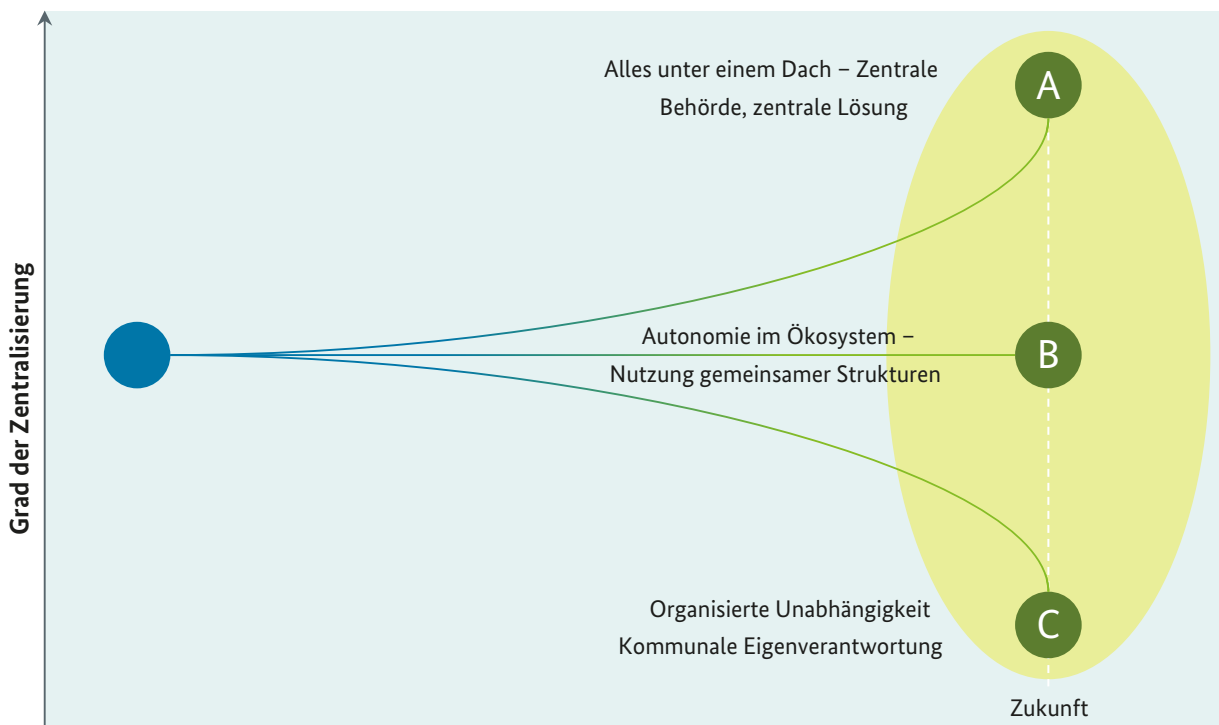 Grad der Zentralisierung
Alles unter einem Dach – Zentrale
Behörde, zentrale Lösung
A
Autonomie im Ökosystem –
Nutzung gemeinsamer Strukturen
B
Organisierte Unabhängigkeit
Kommunale Eigenverantwortung
C
Zukunft